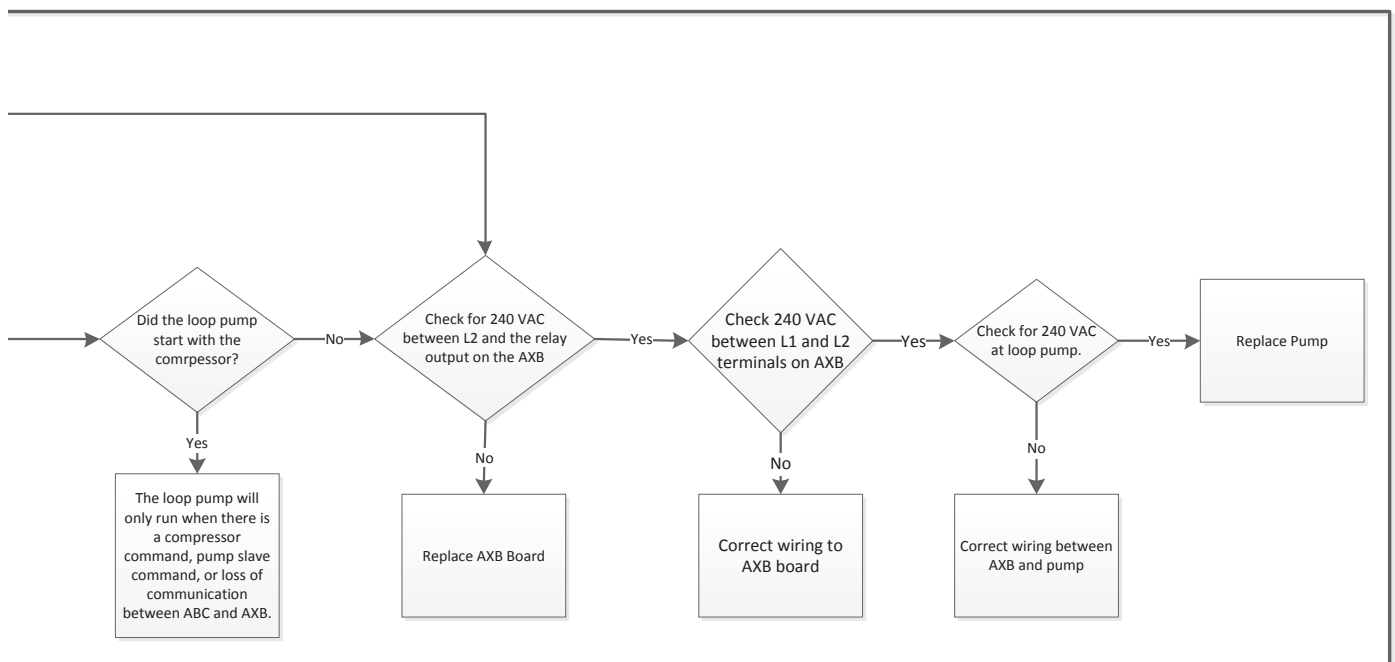 Did the loop pump
start with the
comrpessor?
No
Check for 240 VAC
between L2 and the relay
output on the AXB
Yes
Check 240 VAC
between L1 and L2
terminals on AXB
Yes
Check for 240 VAC
at loop pump.
Yes
Replace Pump
Yes
No
No
No
The loop pump will
only run when there is
a compressor
command, pump slave
command, or loss of
communication
between ABC and AXB.
Replace AXB Board
Correct wiring to
AXB board
Correct wiring between
AXB and pump